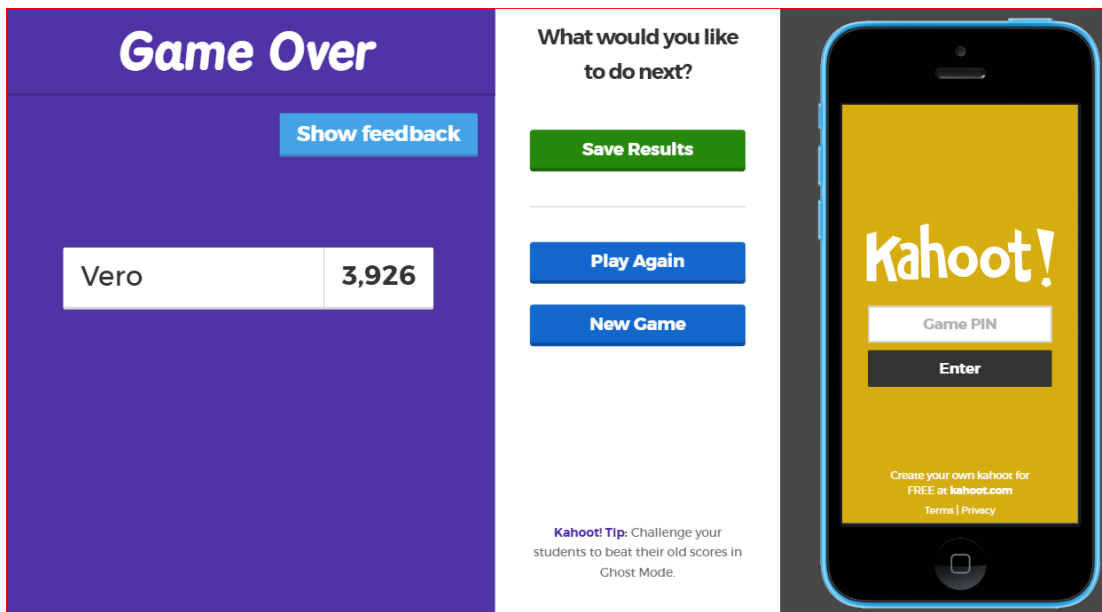 Game Over
Show feedback
Vero 3,926
What would you like
to do next?
Save Results
Play Again
New Game
Kahoot! Tip: Challenge your
students to beat their old scores in
Ghost Mode.
Kahoot!
Game PIN
Enter
Create your own kahoot for
FREE at kahoot.com
Terms | Privacy